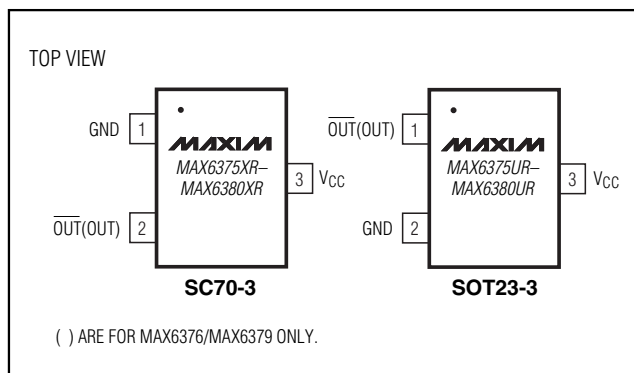 TOP VIEW
GND 1
MAXIM
MAX6375XR–
MAX6380XR
3 VCC
OUT(OUT) 2
SC70-3
OUT(OUT) 1
MAXIM
MAX6375UR–
MAX6380UR
3 VCC
GND 2
SOT23-3
( ) ARE FOR MAX6376/MAX6379 ONLY.